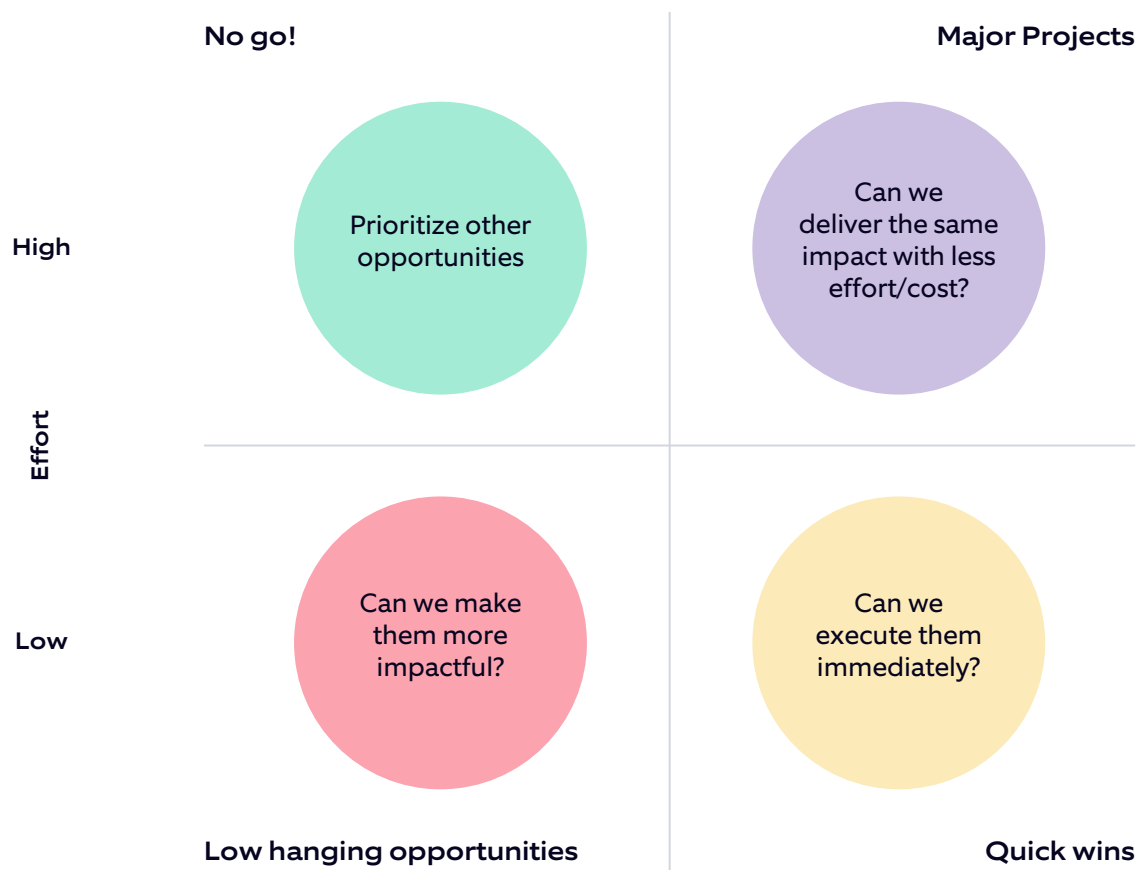 No go!
Major Projects
High
Prioritize other
opportunities
Can we
deliver the same
impact with less
effort/cost?
Effort
Low
Can we make
them more
impactful?
Can we
execute them
immediately?
Low hanging opportunities
Quick wins